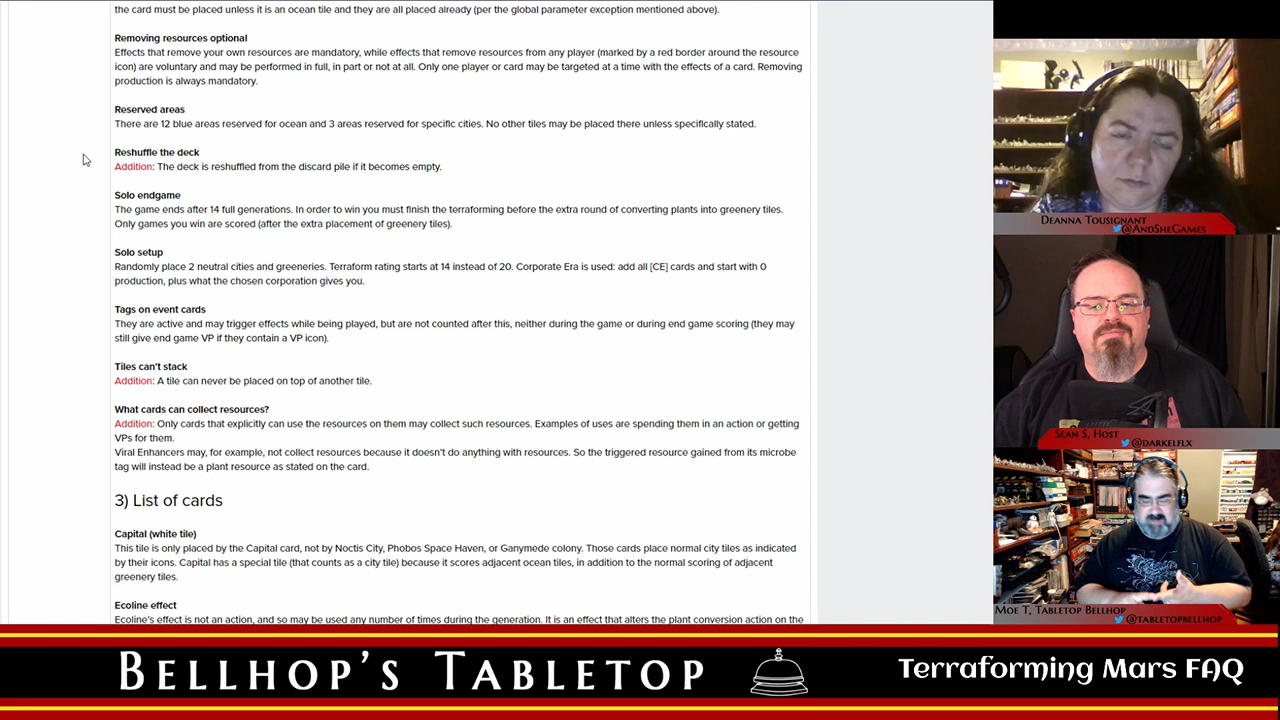 the card must be placed unless it is an ocean tile and they are all placed already (per the global parameter exception mentioned above).
Removing resources optional
Effects that remove your own resources are mandatory, while effects that remove resources from any player (marked by a red border around the resource
icon) are voluntary and may be performed in full, in part or not at all. Only one player or card may be targeted at a time with the effects of a card. Removing
production is always mandatory.
Reserved areas
There are 12 blue areas reserved for ocean and 3 areas reserved for specific cities. No other tiles may be placed there unless specifically stated.
Reshuffle the deck
Addition: The deck is reshuffled from the discard pile if it becomes empty.
Solo endgame
The game ends after 14 full generations. In order to win you must finish the terraforming before the extra round of converting plants into greenery tiles.
Only games you win are scored (after the extra placement of greenery tiles).
Solo setup
Randomly place 2 neutral cities and greeneries. Terraform rating starts at 14 instead of 20. Corporate Era is used: add all [CE] cards and start with 0
production, plus what the chosen corporation gives you.
Tags on event cards
They are active and may trigger effects while being played, but are not counted after this, neither during the game or during end game scoring (they may
still give end game VP if they contain a VP icon).
Tiles can't stack
Addition: A tile can never be placed on top of another tile.
What cards can collect resources?
Addition: Only cards that explicitly can use the resources on them may collect such resources. Examples of uses are spending them in an action or getting
VPs for them.
Viral Enhancers may, for example, not collect resources because it doesn't do anything with resources. So the triggered resource gained from its microbe
tag will instead be a plant resource as stated on the card.
3) List of cards
Capital (white tile)
This tile is only placed by the Capital card, not by Noctis City, Phobos Space Haven, or Ganymede colony. Those cards place normal city tiles as indicated
by their icons. Capital has a special tile (that counts as a city tile) because it scores adjacent ocean tiles, in addition to the normal scoring of adjacent
greenery tiles.
Ecoline effect
Ecoline's effect is not an action, and so may be used any number of times during the generation. It is an effect that alters the plant conversion action on the
Deanna Tousignant
@AndSheGames
Sean S, Host
@darkelflx
Moe T, Tabletop Bellhop
@tabletopbellhop
Bellhop's Tabletop
Terraforming Mars FAQ